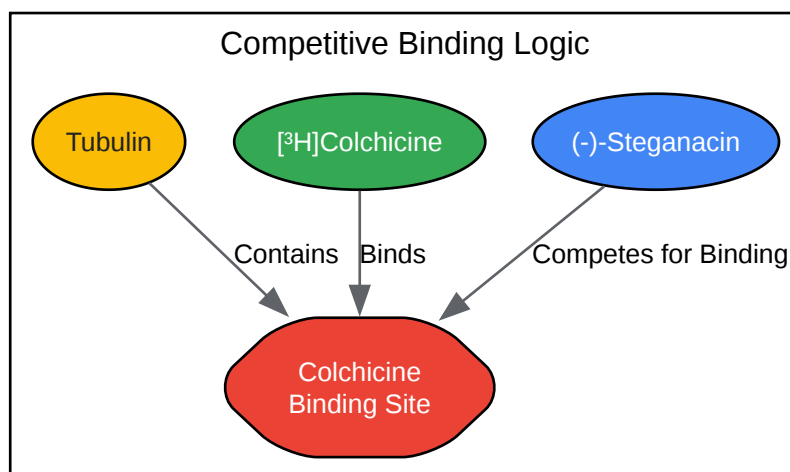 Competitive Binding Logic
Tubulin
[³H]Colchicine
(-)-Steganacin
Contains
Binds
Competes for Binding
Colchicine
Binding Site